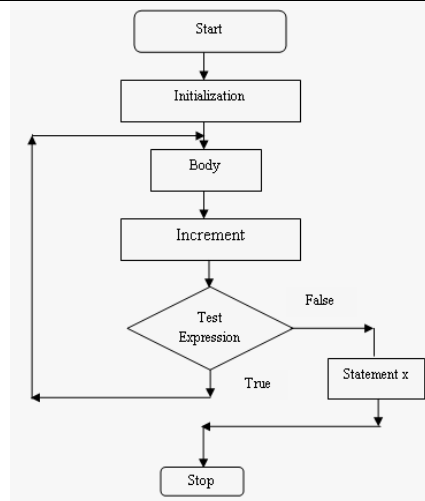 Start
Initialization
Body
Increment
Test
Expression
False
True
Statement x
Stop